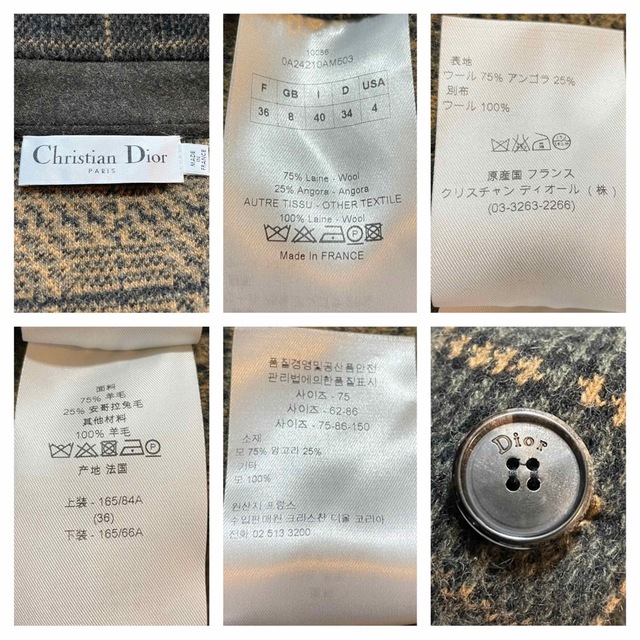 Christian Dior
PARIS
MADE IN
FRANCE
10086
0A24210AM503
F GB I D USA
36 8 40 34 4
75% Laine - Wool
25% Angora - Angora
AUTRE TISSU - OTHER TEXTILE
100% Laine - Wool
Made In FRANCE
表地
ウール 75% アンゴラ 25%
別布
ウール 100%
原産国 フランス
クリスチャン ディオール ( 株 )
(03-3263-2266)
面料
75% 羊毛
25% 安哥拉兔毛
其他材料
100% 羊毛
产地 法国
上装 - 165/84A
(36)
下装 - 165/66A
품질경영및공산품안전
관리법에의한품질표시
사이즈 - 75
사이즈 - 62-86
사이즈 - 75-86-150
소재
모 75% 앙고라 25%
기타
모 100%
원산지 프랑스
수입판매원 크리스챤 디올 코리아
전화 02 513 3200
Dior